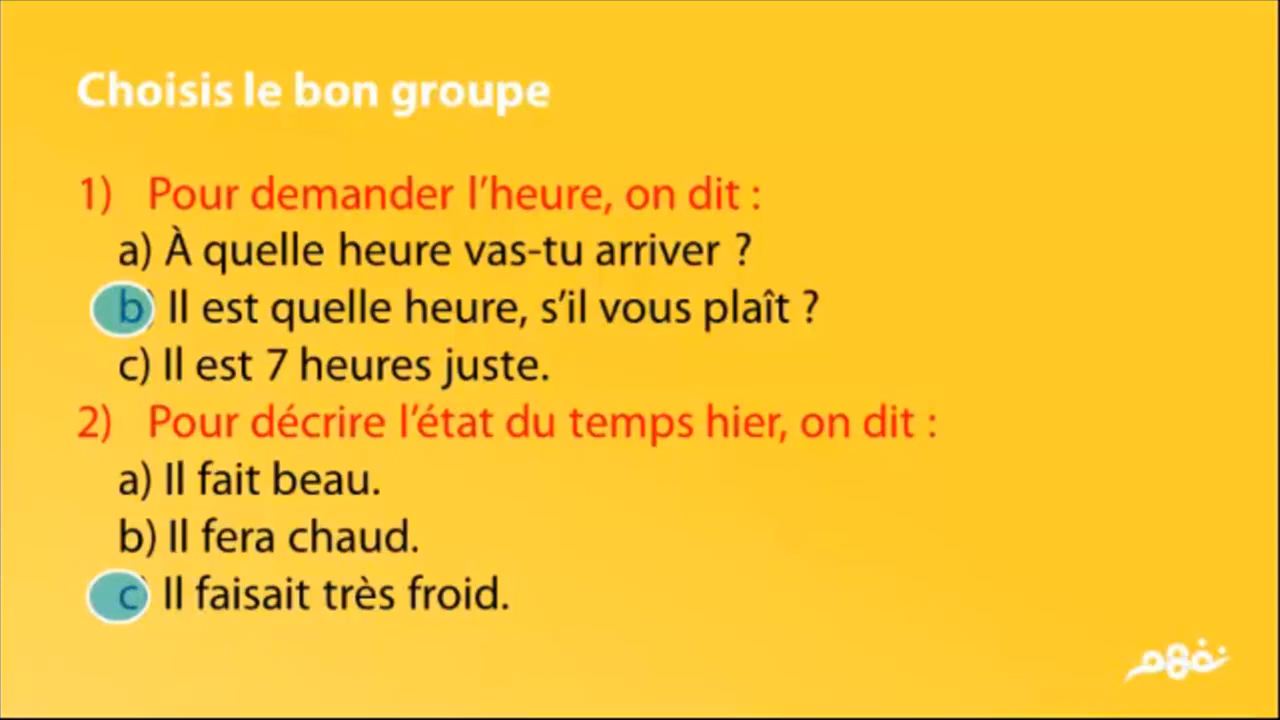 Choisis le bon groupe
1) Pour demander l'heure, on dit :
a) À quelle heure vas-tu arriver ?
b) Il est quelle heure, s'il vous plaît ?
c) Il est 7 heures juste.
2) Pour décrire l'état du temps hier, on dit :
a) Il fait beau.
b) Il fera chaud.
c) Il faisait très froid.
نفهم